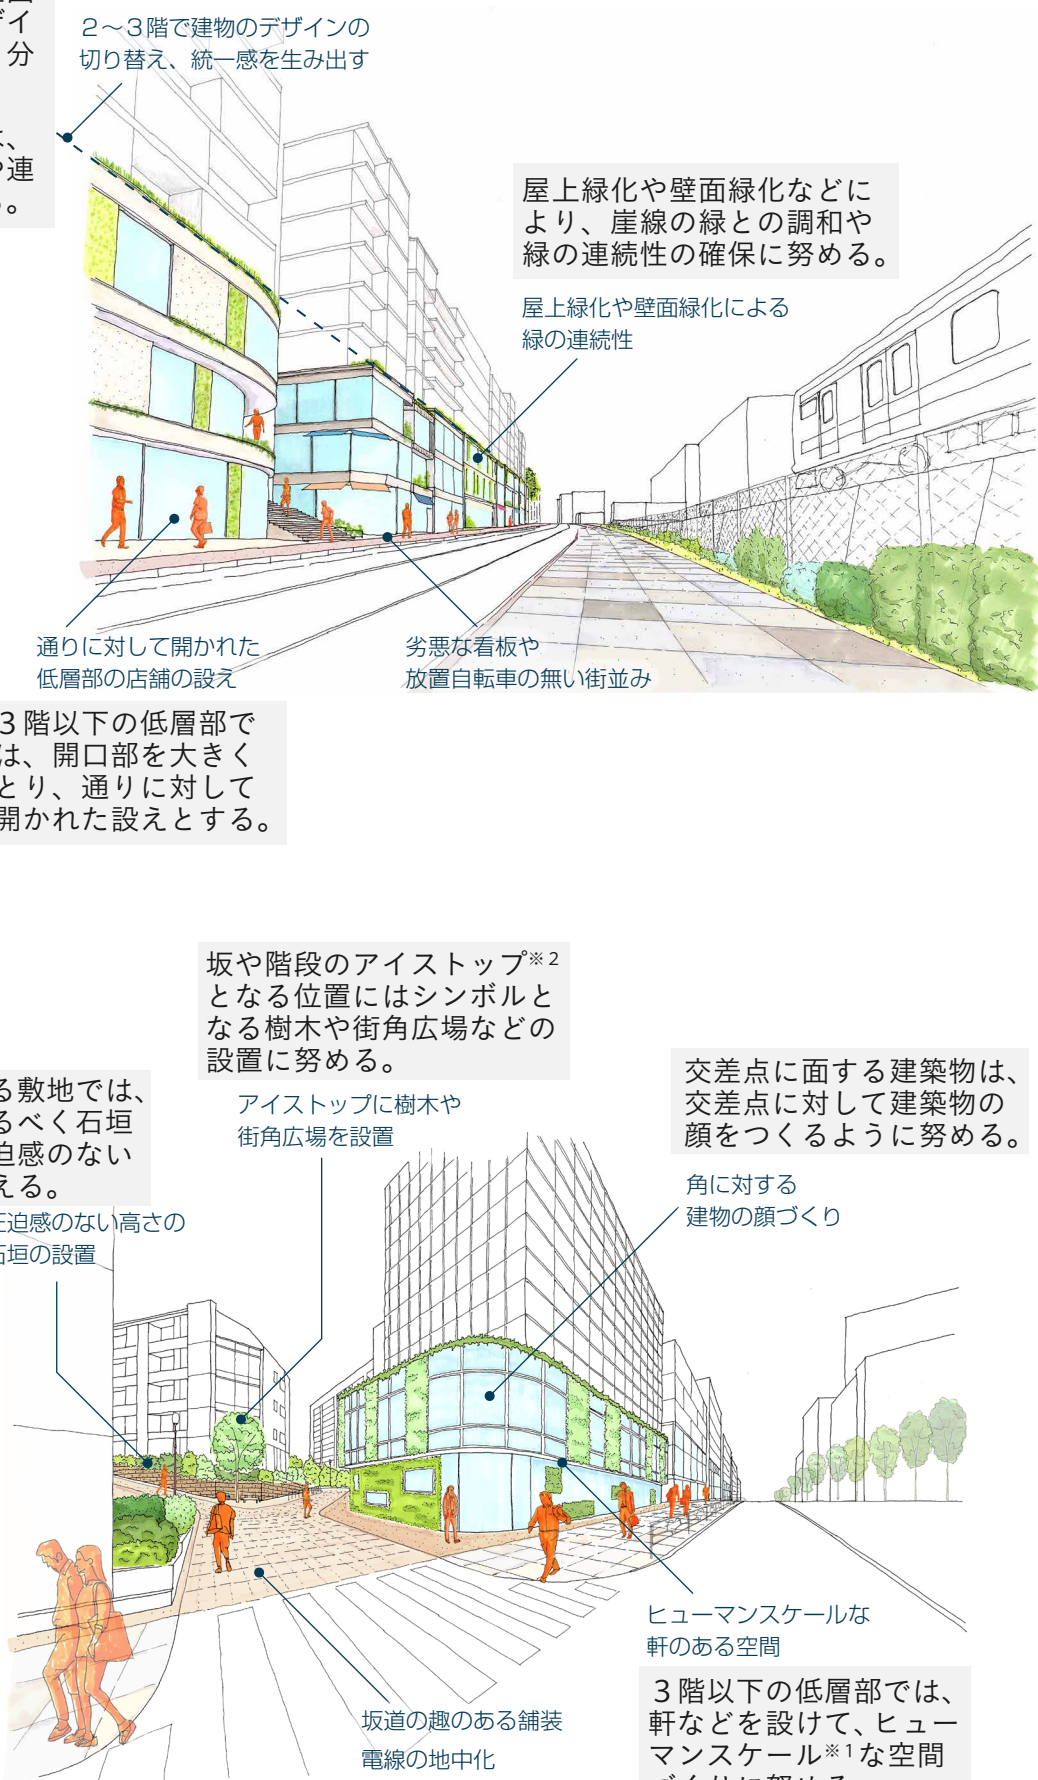 ザイ
分
は、
や連
る。
２～３階で建物のデザインの
切り替え、統一感を生み出す
屋上緑化や壁面緑化などに
より、崖線の緑との調和や
緑の連続性の確保に努める。
屋上緑化や壁面緑化による
緑の連続性
通りに対して開かれた
低層部の店舗の設え
劣悪な看板や
放置自転車の無い街並み
３階以下の低層部で
は、開口部を大きく
とり、通りに対して
開かれた設えとする。
坂や階段のアイストップ※2
となる位置にはシンボルと
なる樹木や街角広場などの
設置に努める。
アイストップに樹木や
街角広場を設置
る敷地では、
るべく石垣
迫感のない
える。
圧迫感のない高さの
石垣の設置
交差点に面する建築物は、
交差点に対して建築物の
顔をつくるように努める。
角に対する
建物の顔づくり
ヒューマンスケールな
軒のある空間
３階以下の低層部では、
軒などを設けて、ヒュー
マンスケール※1な空間
づくりに努める。
坂道の趣のある舗装
電線の地中化